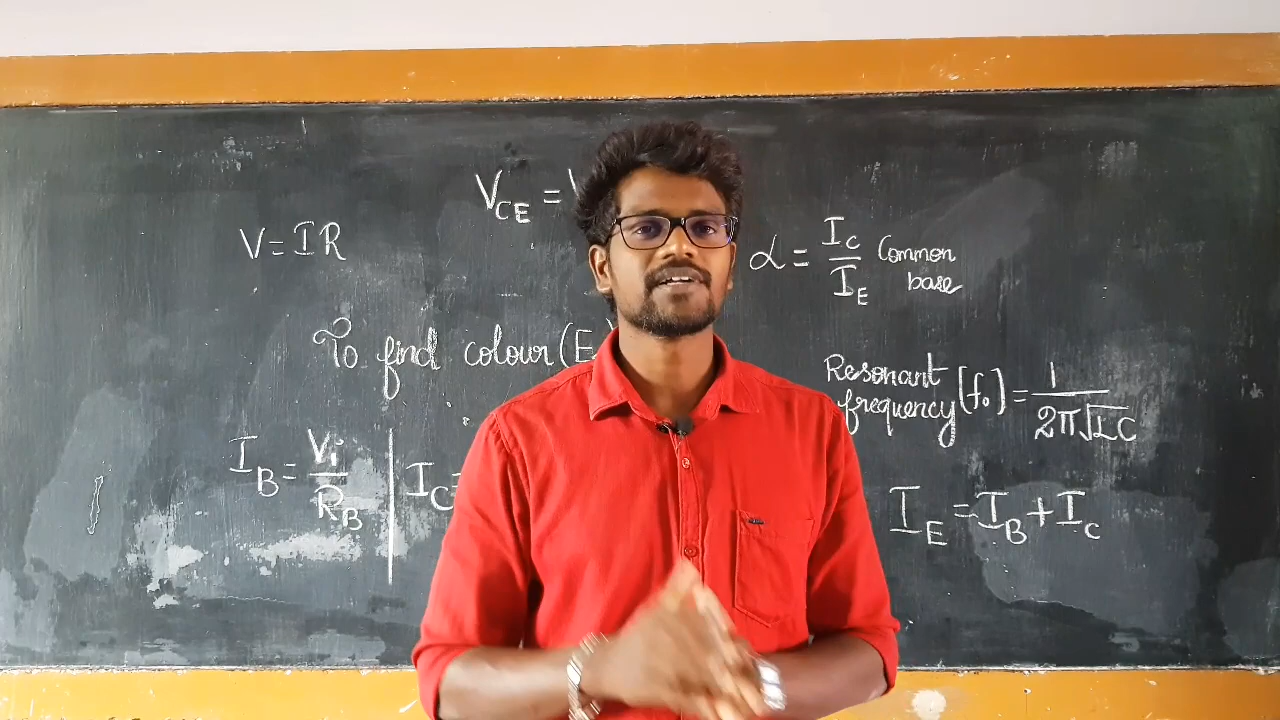 V = IR
V_CE =
α = I_C / I_E Common
base
To find colour (E
Resonant
frequency (f₀) = 1 / 2π√LC
I_B = V_i / R_B | I_C =
I_E = I_B + I_C